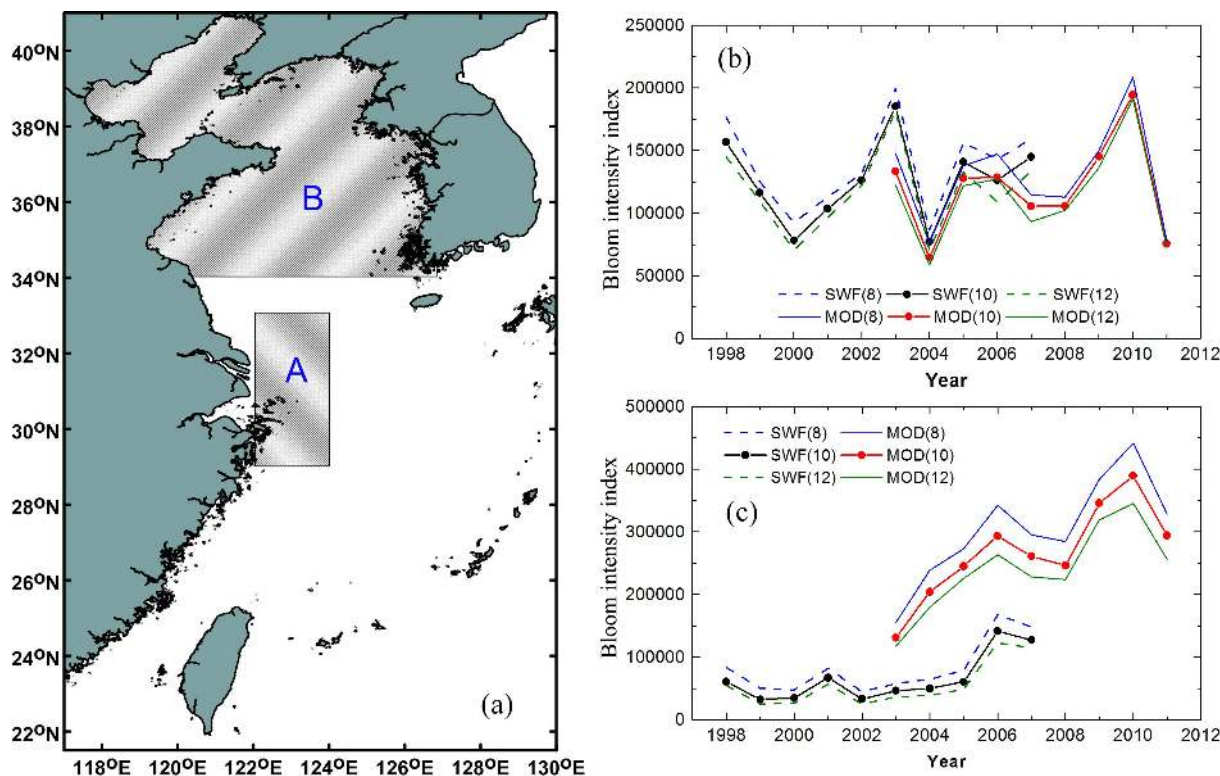 40°N
38°N
36°N
34°N
32°N
30°N
28°N
26°N
24°N
22°N
118°E 120°E 122°E 124°E 126°E 128°E 130°E
B
A
(a)
250000
200000
150000
100000
50000
0
Bloom intensity index
(b)
SWF(8) SWF(10) SWF(12)
MOD(8) MOD(10) MOD(12)
1998 2000 2002 2004 2006 2008 2010 2012
Year
500000
400000
300000
200000
100000
0
Bloom intensity index
SWF(8) MOD(8)
SWF(10) MOD(10)
SWF(12) MOD(12)
(c)
1998 2000 2002 2004 2006 2008 2010 2012
Year